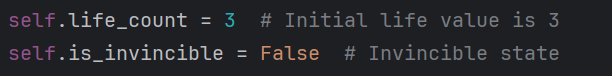 self.life_count = 3  # Initial life value is 3
self.is_invincible = False  # Invincible state